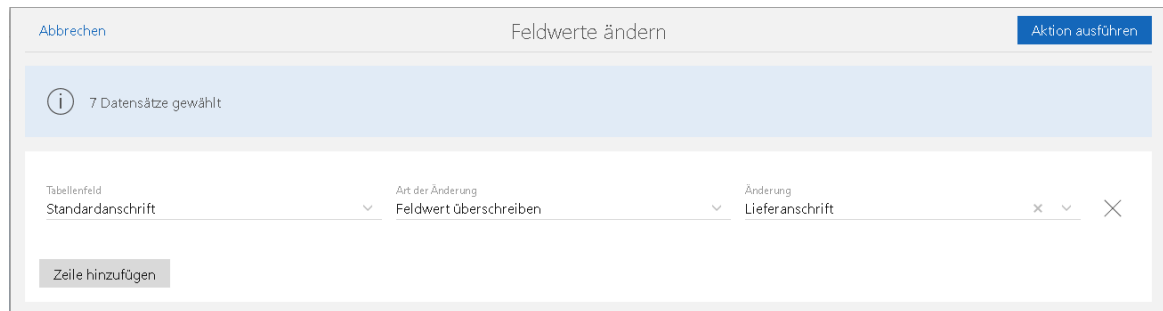 Abbrechen Feldwerte ändern Aktion ausführen
7 Datensätze gewählt
Tabellenfeld Art der Änderung Änderung
Standardanschrift Feldwert überschreiben Lieferanschrift
Zeile hinzufügen